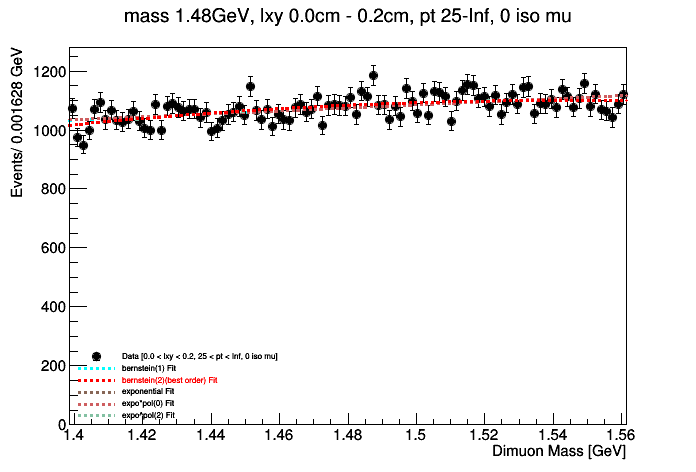 mass 1.48GeV, lxy 0.0cm - 0.2cm, pt 25-Inf, 0 iso mu
Events/ 0.001628 GeV
1200
1000
800
600
400
200
0
Data [0.0 < lxy < 0.2, 25 < pt < Inf, 0 iso mu]
bernstein(1) Fit
bernstein(2)(best order) Fit
exponential Fit
expo*pol(0) Fit
expo*pol(2) Fit
1.4 1.42 1.44 1.46 1.48 1.5 1.52 1.54 1.56
Dimuon Mass [GeV]